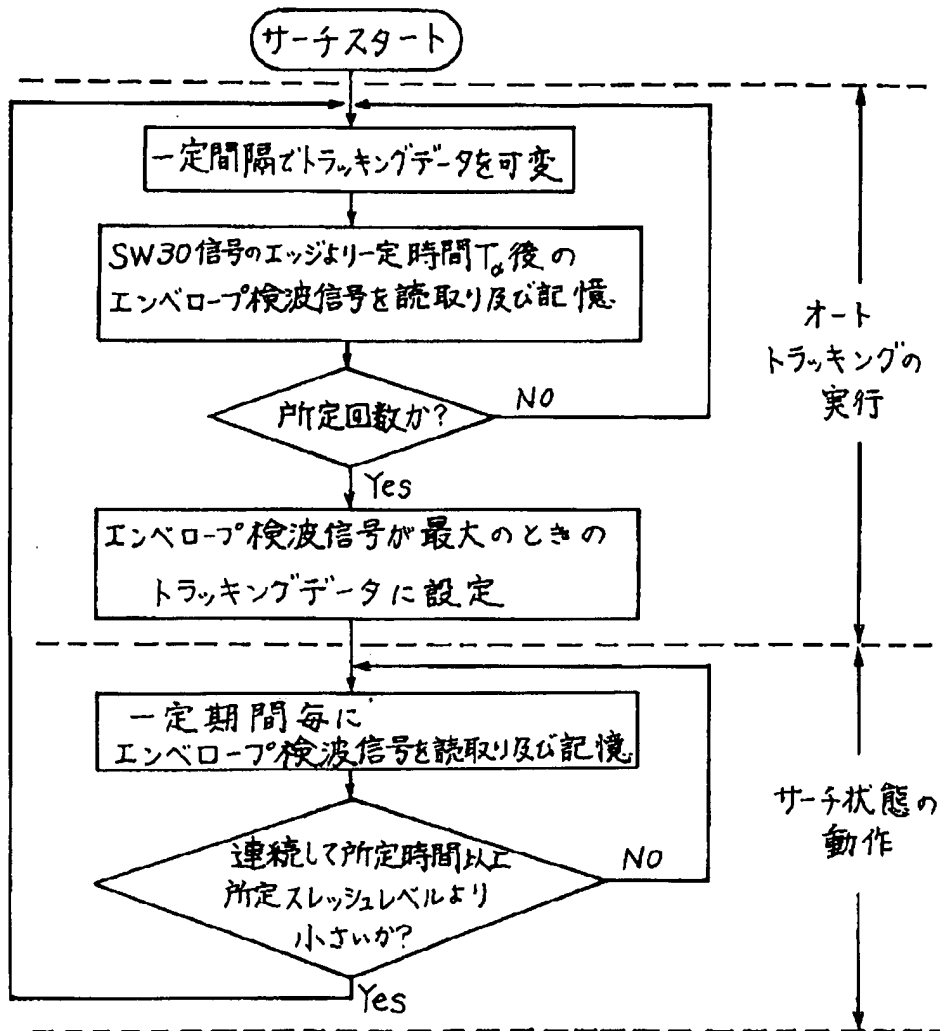 サーチスタート
一定間隔でトラッキングデータを可変
SW30信号のエッジより一定時間Tα後の
エンベロープ検波信号を読取り及び記憶.
所定回数か?
NO
Yes
エンベロープ検波信号が最大のときの
トラッキングデータに設定
オート
トラッキングの
実行
一定期間毎に
エンベロープ検波信号を読取り及び記憶.
連続して所定時間以上
所定スレッシュレベルより
小さいか?
NO
Yes
サーチ状態の
動作